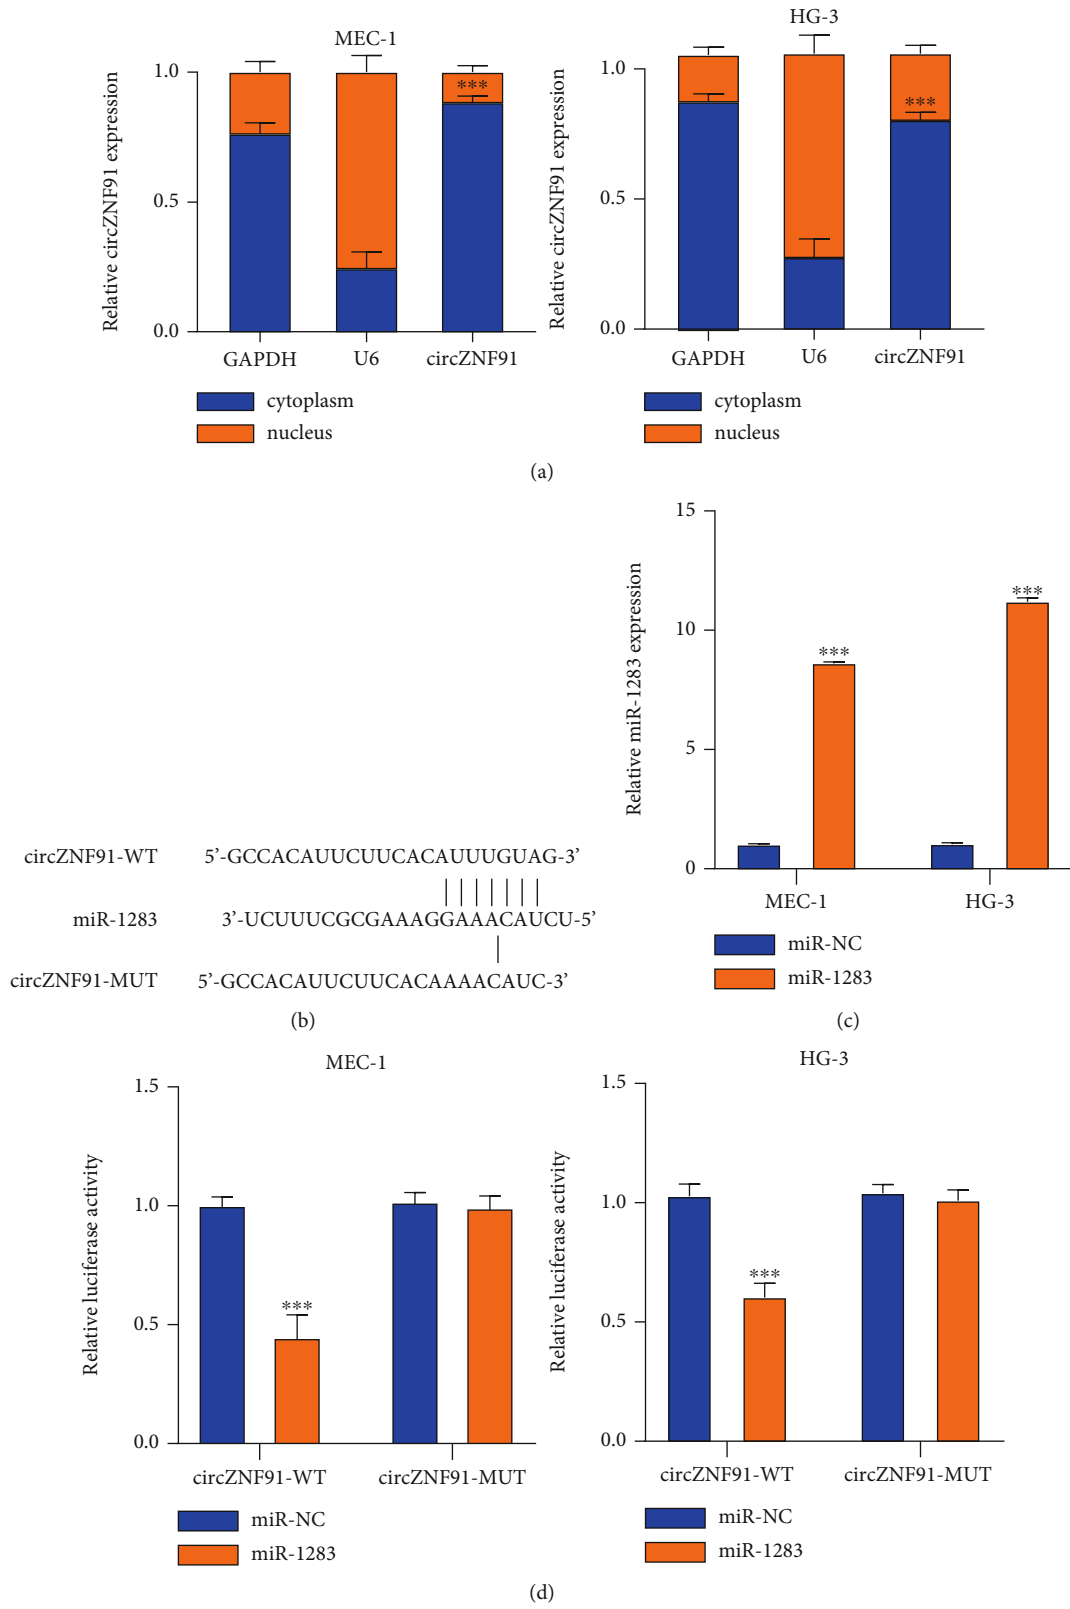 MEC-1
Relative circZNF91 expression
1.0
0.5
0.0
***
GAPDH U6 circZNF91
cytoplasm
nucleus
HG-3
Relative circZNF91 expression
1.0
0.5
0.0
***
GAPDH U6 circZNF91
cytoplasm
nucleus
(a)
circZNF91-WT 5’-GCCACAUUCUUCACAUUUGUAG-3’
miR-1283 3’-UCUUUCGCGAAAGGAAACAUCU-5’
circZNF91-MUT 5’-GCCACAUUCUUCACAAAACAUC-3’
(b)
Relative miR-1283 expression
15
10
5
0
***
***
MEC-1 HG-3
miR-NC
miR-1283
(c)
MEC-1
Relative luciferase activity
1.5
1.0
0.5
0.0
***
circZNF91-WT circZNF91-MUT
miR-NC
miR-1283
HG-3
Relative luciferase activity
1.5
1.0
0.5
0.0
***
circZNF91-WT circZNF91-MUT
miR-NC
miR-1283
(d)